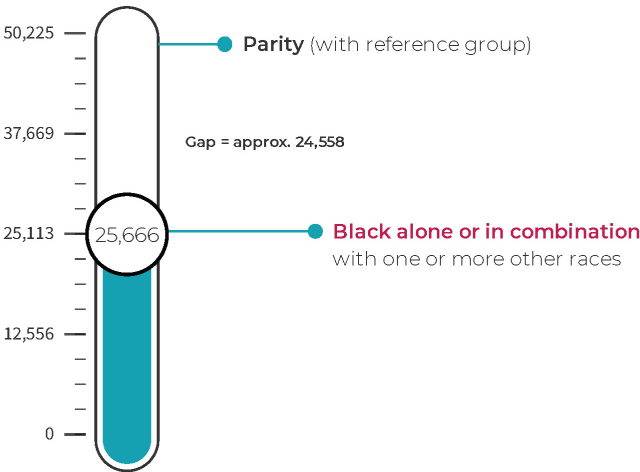 50,225
Parity (with reference group)
37,669
Gap = approx. 24,558
25,113
25,666
Black alone or in combination
with one or more other races
12,556
0